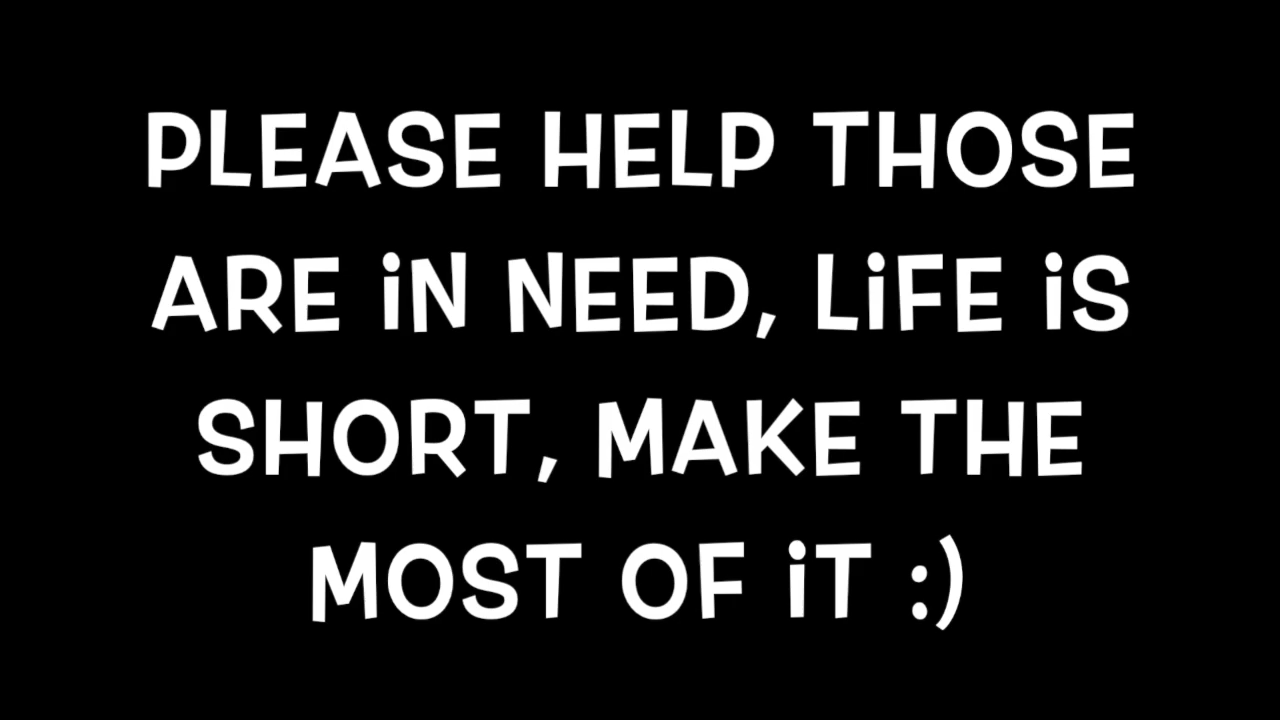 PLEASE HELP THOSE
ARE iN NEED, LiFE iS
SHORT, MAKE THE
MOST OF iT :)